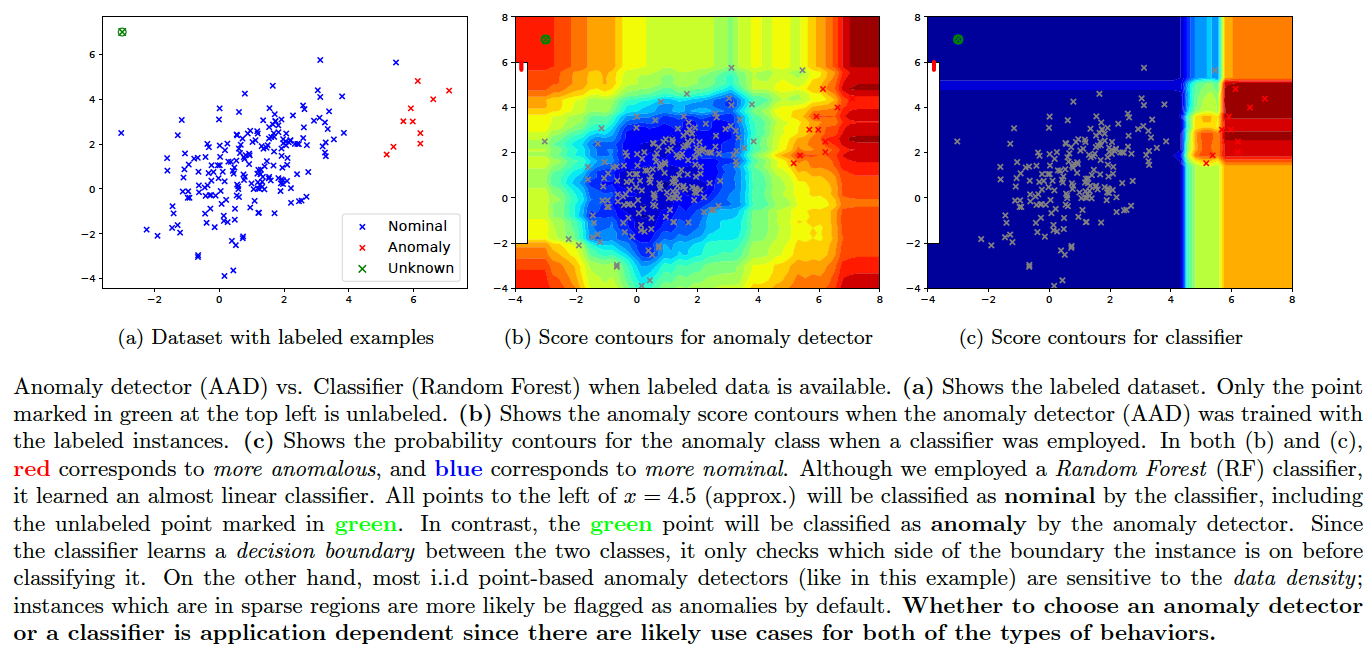 6
4
2
0
−2
−4
−2
0
2
4
6
Nominal
Anomaly
Unknown
8
6
4
2
0
−2
−4
−4
−2
0
2
4
6
8
8
6
4
2
0
−2
−4
−4
−2
0
2
4
6
8
(a) Dataset with labeled examples
(b) Score contours for anomaly detector
(c) Score contours for classifier
Anomaly detector (AAD) vs. Classifier (Random Forest) when labeled data is available. (a) Shows the labeled dataset. Only the point
marked in green at the top left is unlabeled. (b) Shows the anomaly score contours when the anomaly detector (AAD) was trained with
the labeled instances. (c) Shows the probability contours for the anomaly class when a classifier was employed. In both (b) and (c),
red corresponds to more anomalous, and blue corresponds to more nominal. Although we employed a Random Forest (RF) classifier,
it learned an almost linear classifier. All points to the left of x = 4.5 (approx.) will be classified as nominal by the classifier, including
the unlabeled point marked in green. In contrast, the green point will be classified as anomaly by the anomaly detector. Since
the classifier learns a decision boundary between the two classes, it only checks which side of the boundary the instance is on before
classifying it. On the other hand, most i.i.d point-based anomaly detectors (like in this example) are sensitive to the data density;
instances which are in sparse regions are more likely be flagged as anomalies by default. Whether to choose an anomaly detector
or a classifier is application dependent since there are likely use cases for both of the types of behaviors.